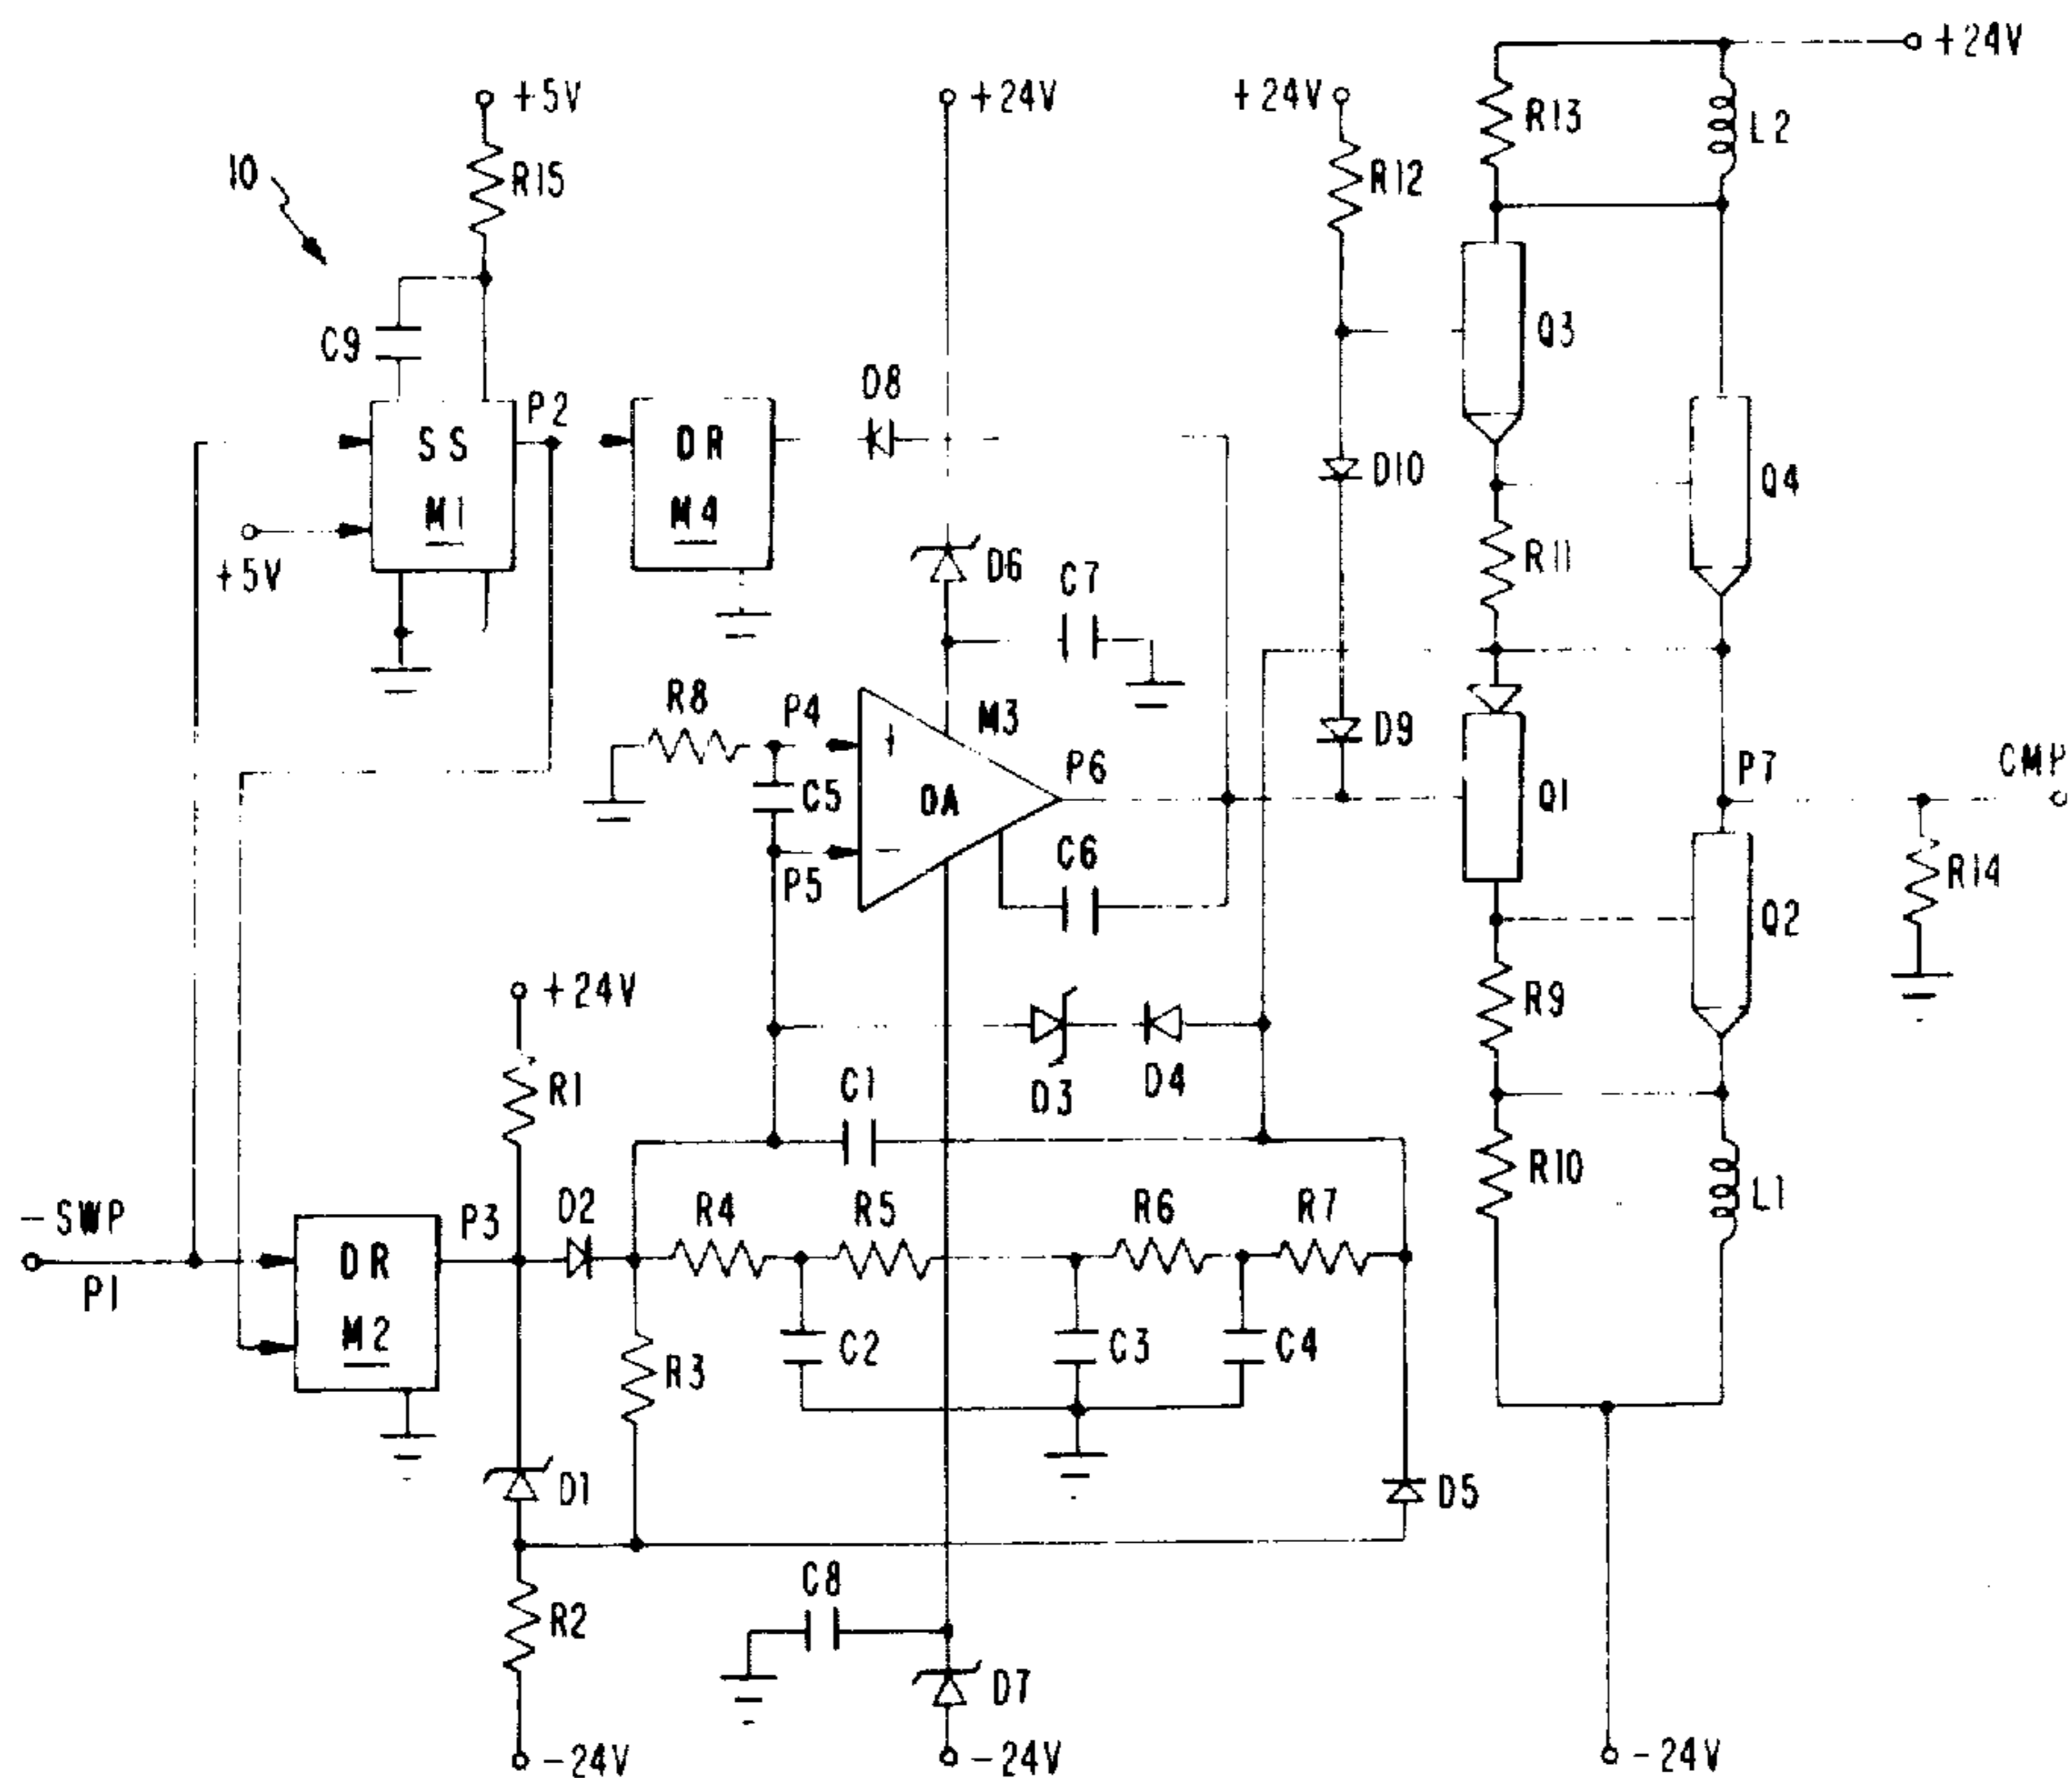 +24V
+5V
+24V
+24V
R13
L2
10
R15
R12
C9
Q3
D8
P2
SS
M1
DR
M4
D10
Q4
+5V
D6
C7
R11
R8
P4
M3
+
D9
P6
P7
CMP
C5
OA
Q1
P5
−
C6
R14
Q2
+24V
R9
R1
D3
D4
C1
-SWP
P1
P3
D2
R4
R5
R6
R7
R10
L1
DR
M2
R3
C2
C3
C4
D1
D5
C8
R2
D7
-24V
-24V
-24V